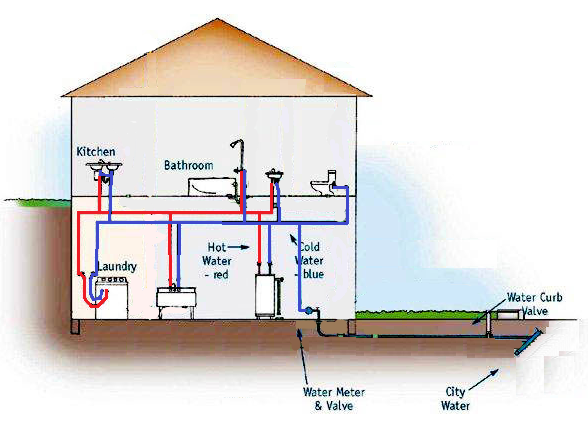 Kitchen
Bathroom
Hot
Water
- red
Cold
Water
- blue
Laundry
Water Curb
Valve
Water Meter
& Valve
City
Water